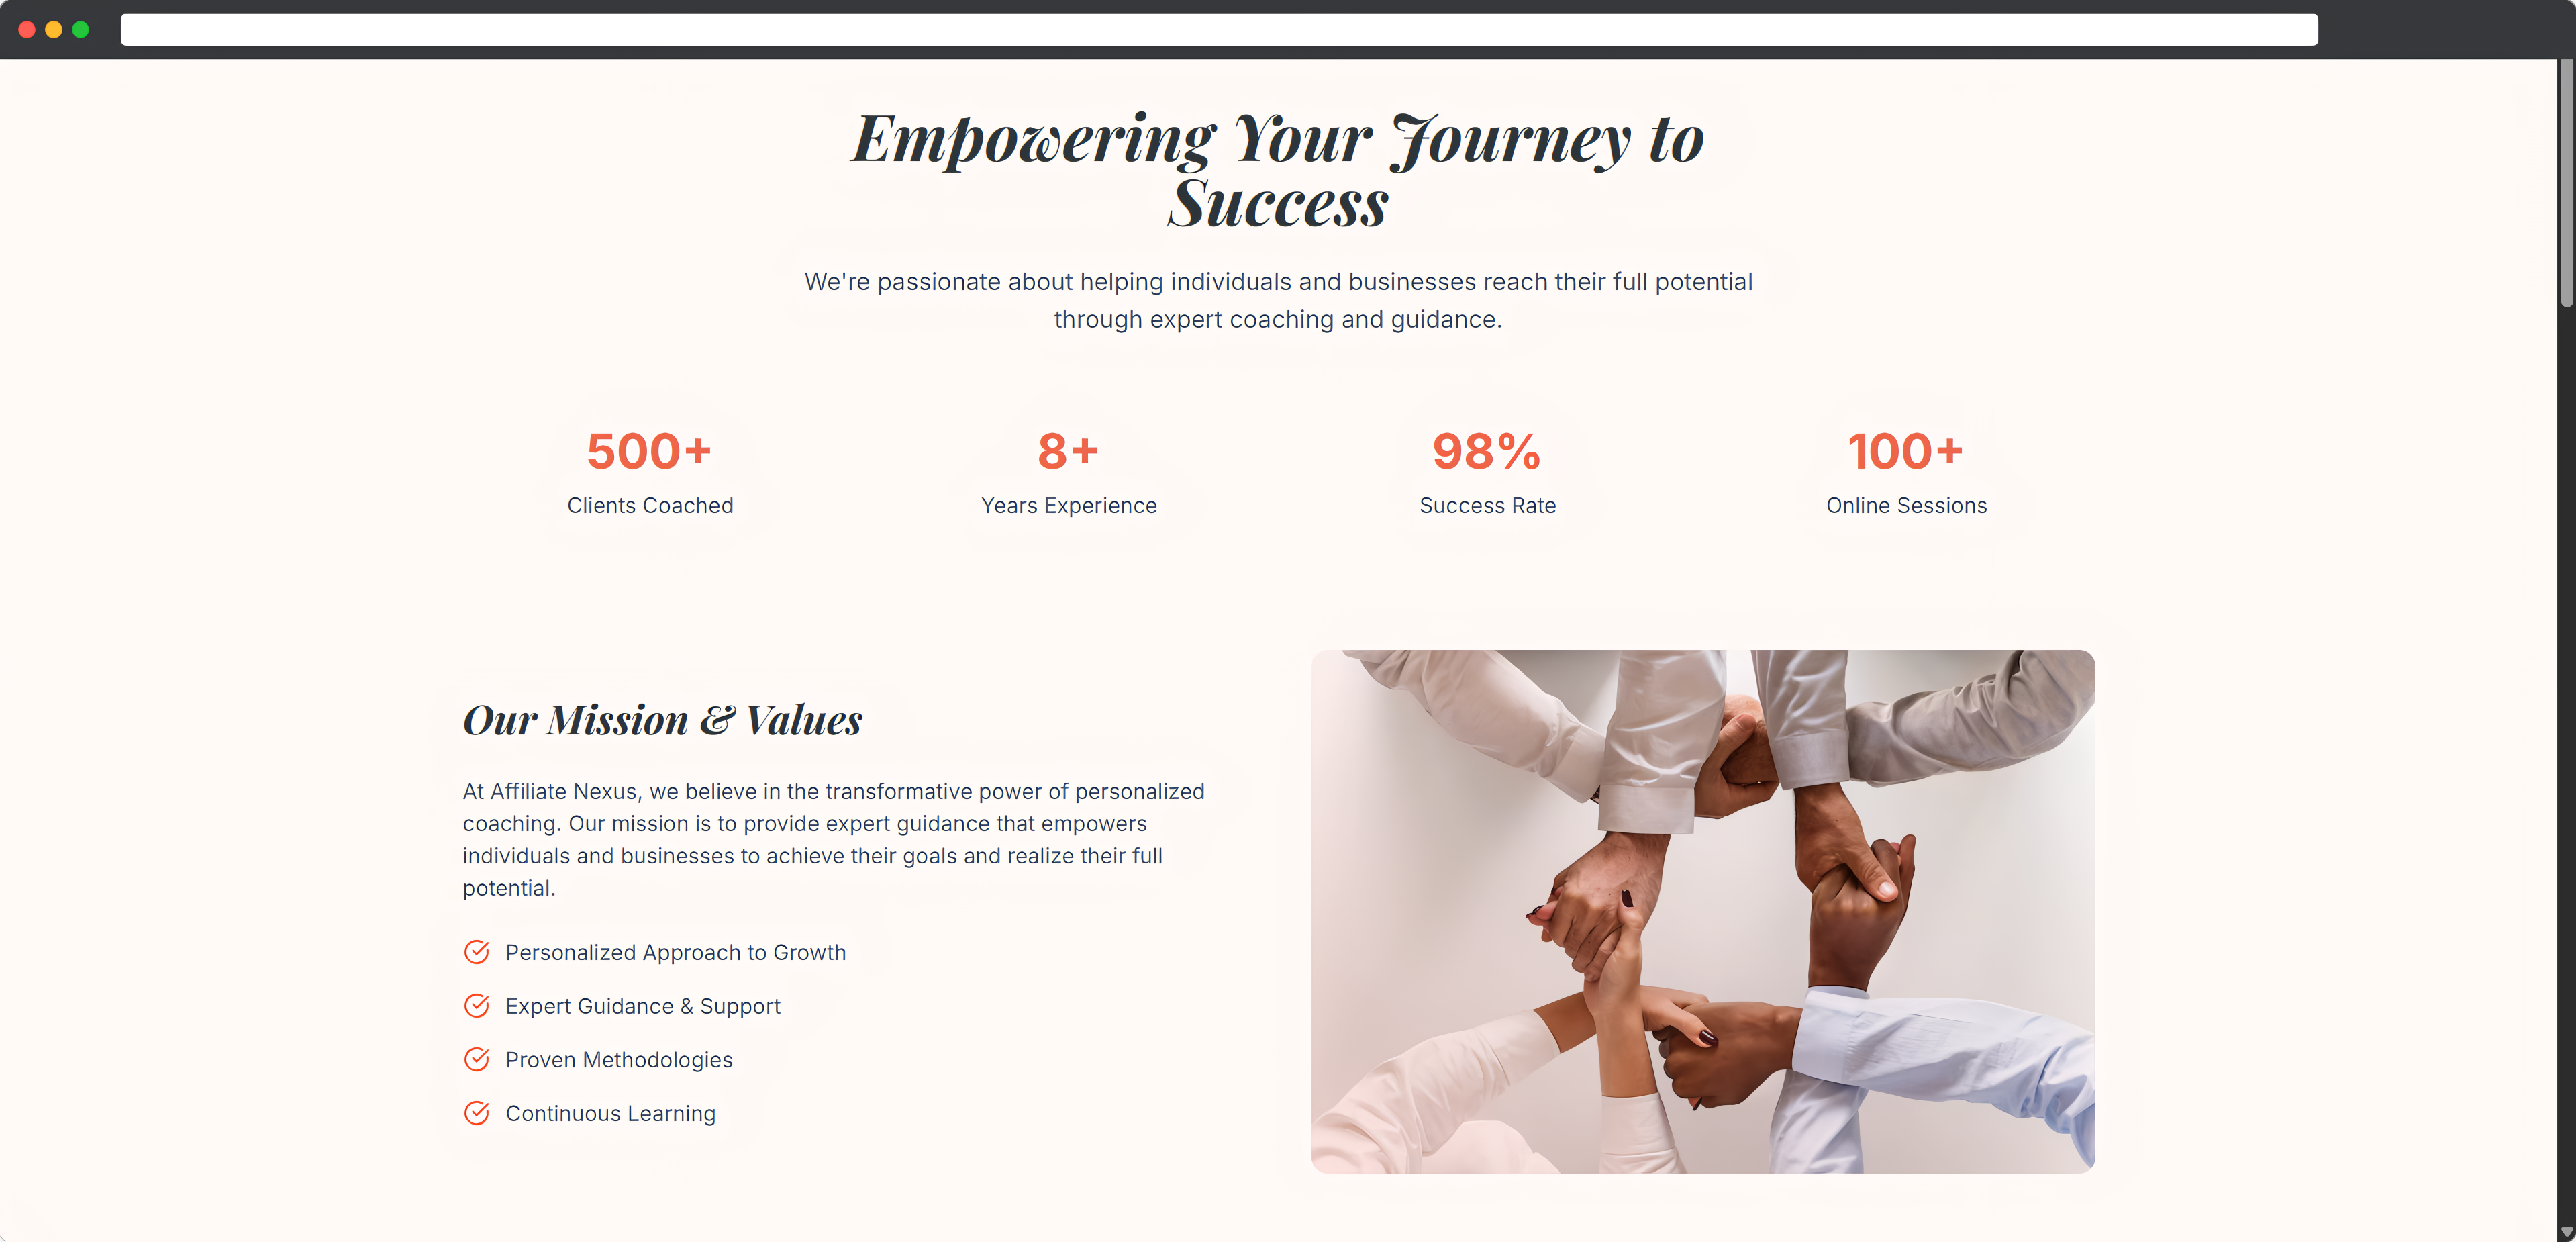 Empowering Your Journey to
Success
We're passionate about helping individuals and businesses reach their full potential
through expert coaching and guidance.
500+
8+
98%
100+
Clients Coached
Years Experience
Success Rate
Online Sessions
Our Mission & Values
At Affiliate Nexus, we believe in the transformative power of personalized
coaching. Our mission is to provide expert guidance that empowers
individuals and businesses to achieve their goals and realize their full
potential.
Personalized Approach to Growth
Expert Guidance & Support
Proven Methodologies
Continuous Learning